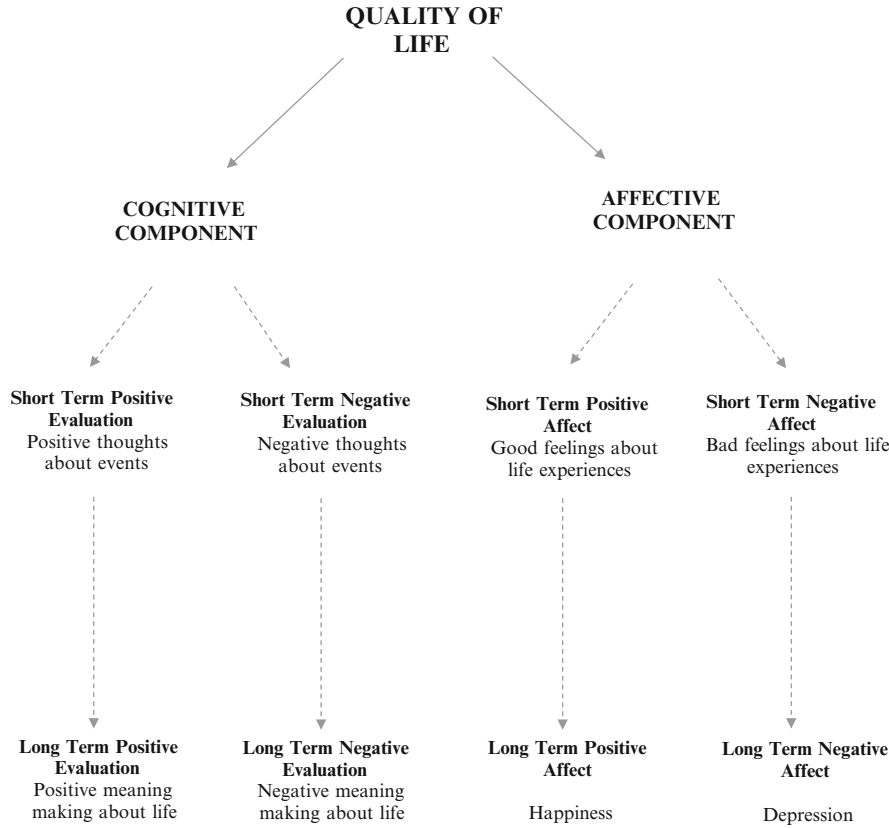 QUALITY OF
LIFE
COGNITIVE
COMPONENT
AFFECTIVE
COMPONENT
Short Term Positive
Evaluation
Positive thoughts
about events
Short Term Negative
Evaluation
Negative thoughts
about events
Short Term Positive
Affect
Good feelings about
life experiences
Short Term Negative
Affect
Bad feelings about life
experiences
Long Term Positive
Evaluation
Positive meaning
making about life
Long Term Negative
Evaluation
Negative meaning
making about life
Long Term Positive
Affect
Happiness
Long Term Negative
Affect
Depression